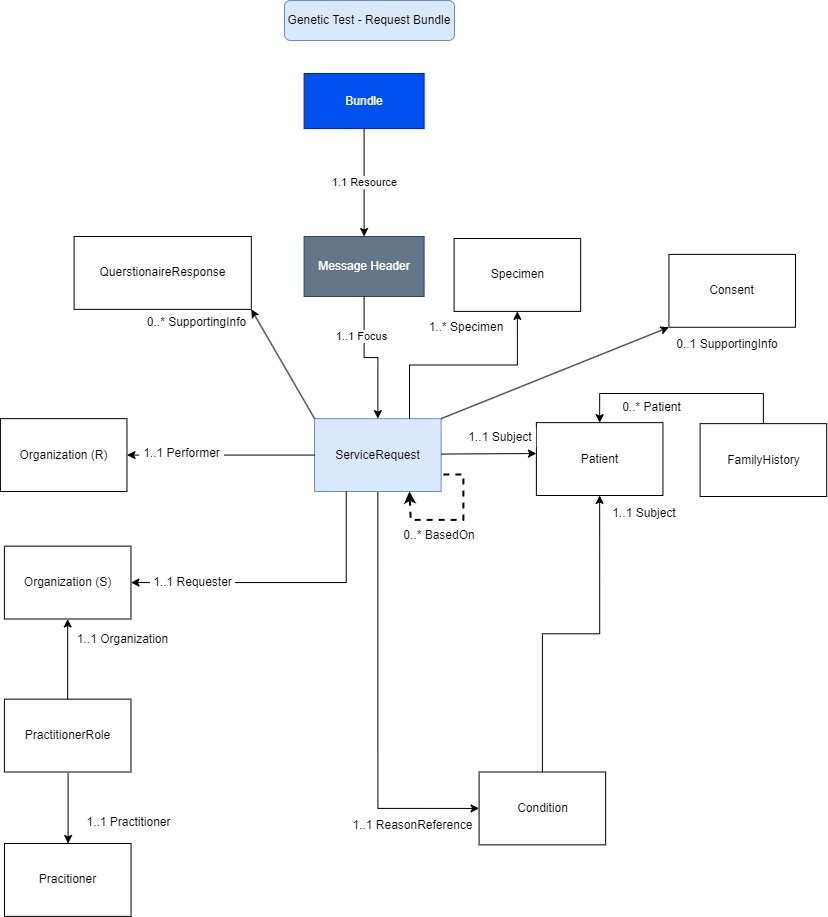 Genetic Test - Request Bundle
Bundle
1.1 Resource
QuerstionaireResponse
Message Header
Specimen
Consent
0..* SupportingInfo
1..1 Focus
1..* Specimen
0..1 SupportingInfo
0..* Patient
Organization (R)
1..1 Performer
ServiceRequest
1..1 Subject
Patient
FamilyHistory
1..1 Subject
0..* BasedOn
Organization (S)
1..1 Requester
1..1 Organization
PractitionerRole
1..1 Practitioner
1..1 ReasonReference
Condition
Pracitioner